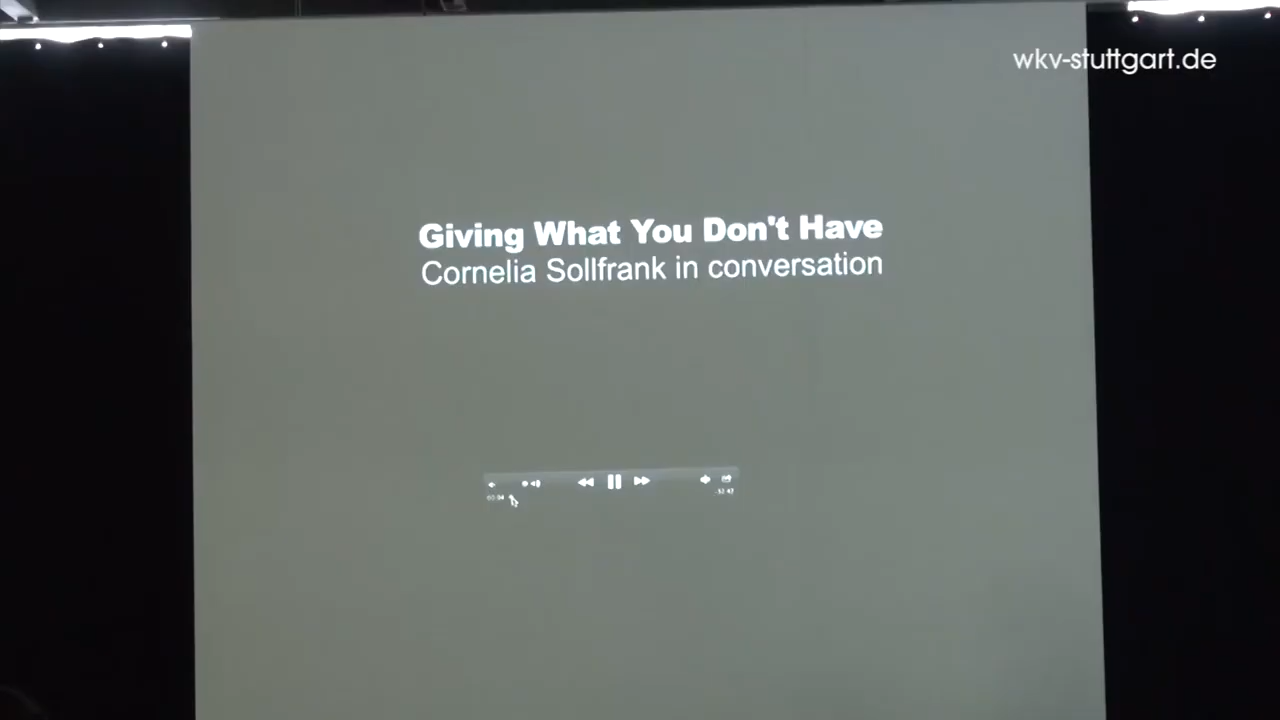 wkv-stuttgart.de
Giving What You Don't Have
Cornelia Sollfrank in conversation